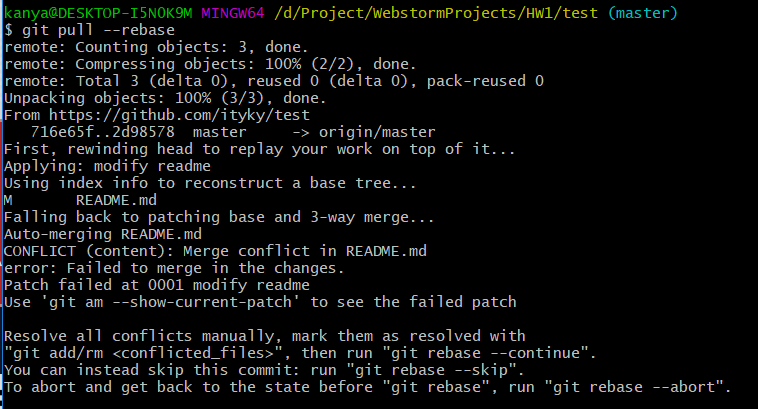 kanya@DESKTOP-I5NOK9M MINGW64 /d/Project/WebstormProjects/HW1/test (master)
$ git pull --rebase
remote: Counting objects: 3, done.
remote: Compressing objects: 100% (2/2), done.
remote: Total 3 (delta 0), reused 0 (delta 0), pack-reused 0
Unpacking objects: 100% (3/3), done.
From https://github.com/ityky/test
   716e65f..2d98578  master     -> origin/master
First, rewinding head to replay your work on top of it...
Applying: modify readme
Using index info to reconstruct a base tree...
M       README.md
Falling back to patching base and 3-way merge...
Auto-merging README.md
CONFLICT (content): Merge conflict in README.md
error: Failed to merge in the changes.
Patch failed at 0001 modify readme
Use 'git am --show-current-patch' to see the failed patch

Resolve all conflicts manually, mark them as resolved with
"git add/rm <conflicted_files>", then run "git rebase --continue".
You can instead skip this commit: run "git rebase --skip".
To abort and get back to the state before "git rebase", run "git rebase --abort".